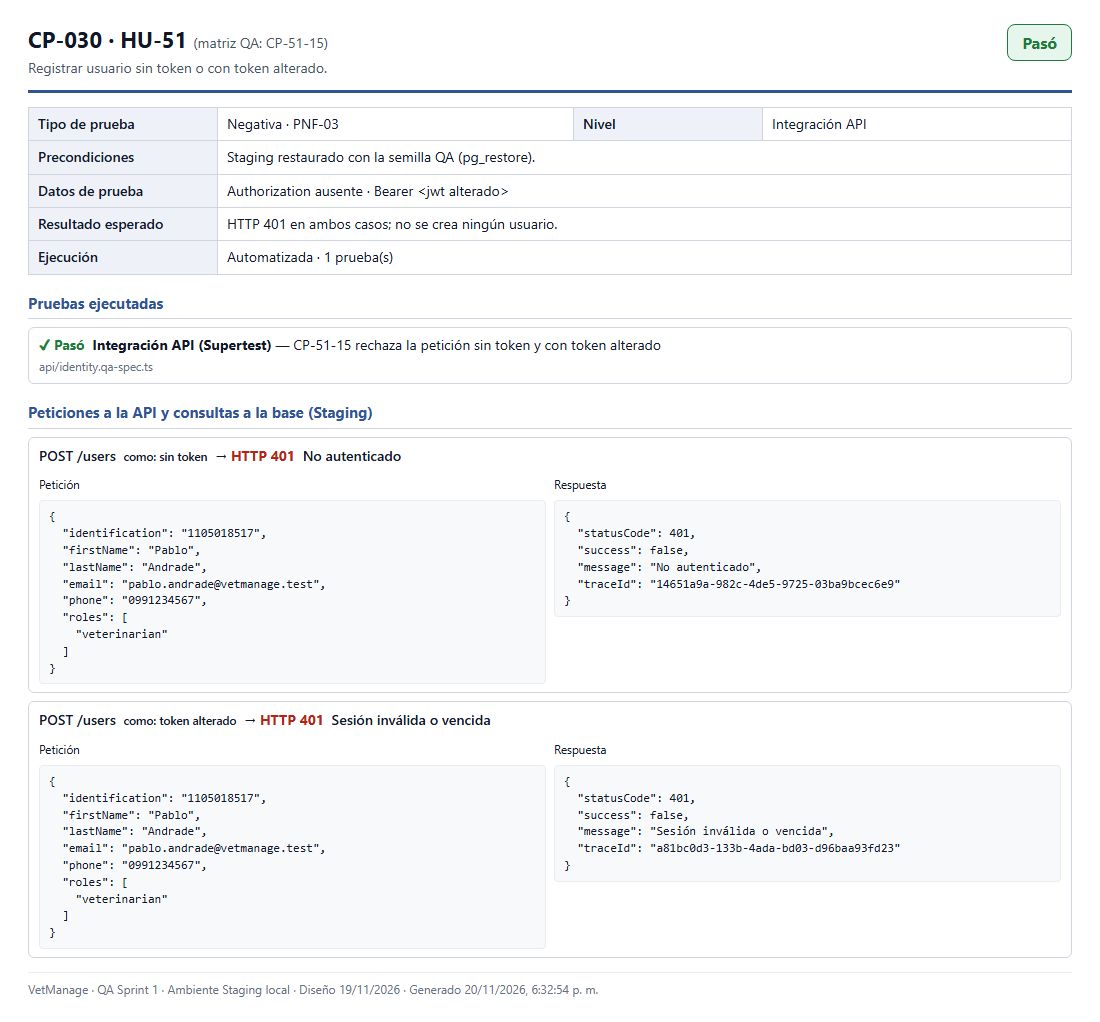 CP-030 · HU-51 (matriz QA: CP-51-15)
Pasó
Registrar usuario sin token o con token alterado.
Tipo de prueba Negativa · PNF-03 Nivel Integración API
Precondiciones Staging restaurado con la semilla QA (pg_restore).
Datos de prueba Authorization ausente · Bearer <jwt alterado>
Resultado esperado HTTP 401 en ambos casos; no se crea ningún usuario.
Ejecución Automatizada · 1 prueba(s)
Pruebas ejecutadas
✓ Pasó Integración API (Supertest) — CP-51-15 rechaza la petición sin token y con token alterado
api/identity.qa-spec.ts
Peticiones a la API y consultas a la base (Staging)
POST /users como: sin token → HTTP 401 No autenticado
Petición
{
"identification": "1105018517",
"firstName": "Pablo",
"lastName": "Andrade",
"email": "pablo.andrade@vetmanage.test",
"phone": "0991234567",
"roles": [
"veterinarian"
]
}
Respuesta
{
"statusCode": 401,
"success": false,
"message": "No autenticado",
"traceId": "14651a9a-982c-4de5-9725-03ba9bcec6e9"
}
POST /users como: token alterado → HTTP 401 Sesión inválida o vencida
Petición
{
"identification": "1105018517",
"firstName": "Pablo",
"lastName": "Andrade",
"email": "pablo.andrade@vetmanage.test",
"phone": "0991234567",
"roles": [
"veterinarian"
]
}
Respuesta
{
"statusCode": 401,
"success": false,
"message": "Sesión inválida o vencida",
"traceId": "a81bc0d3-133b-4ada-bd03-d96baa93fd23"
}
VetManage · QA Sprint 1 · Ambiente Staging local · Diseño 19/11/2026 · Generado 20/11/2026, 6:32:54 p. m.